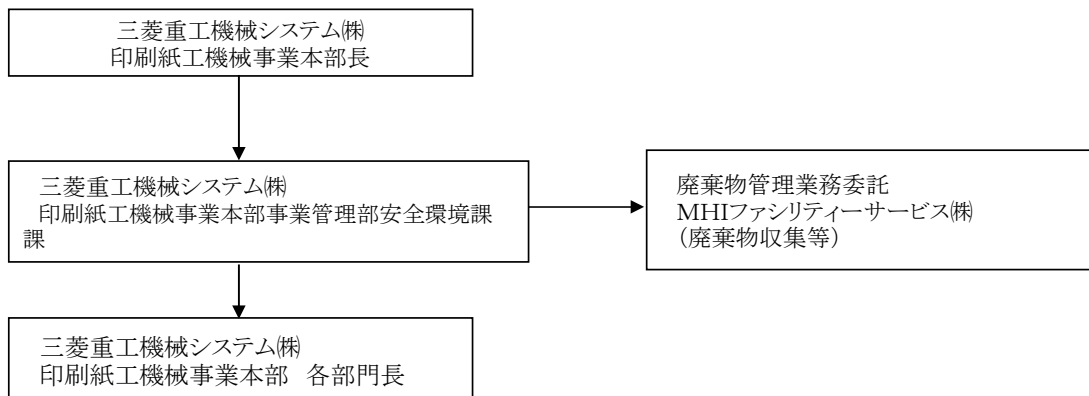 三菱重工機械システム㈱
印刷紙工機械事業本部長
三菱重工機械システム㈱
印刷紙工機械事業本部事業管理部安全環境課
課
廃棄物管理業務委託
MHIファシリティーサービス㈱
(廃棄物収集等)
三菱重工機械システム㈱
印刷紙工機械事業本部 各部門長